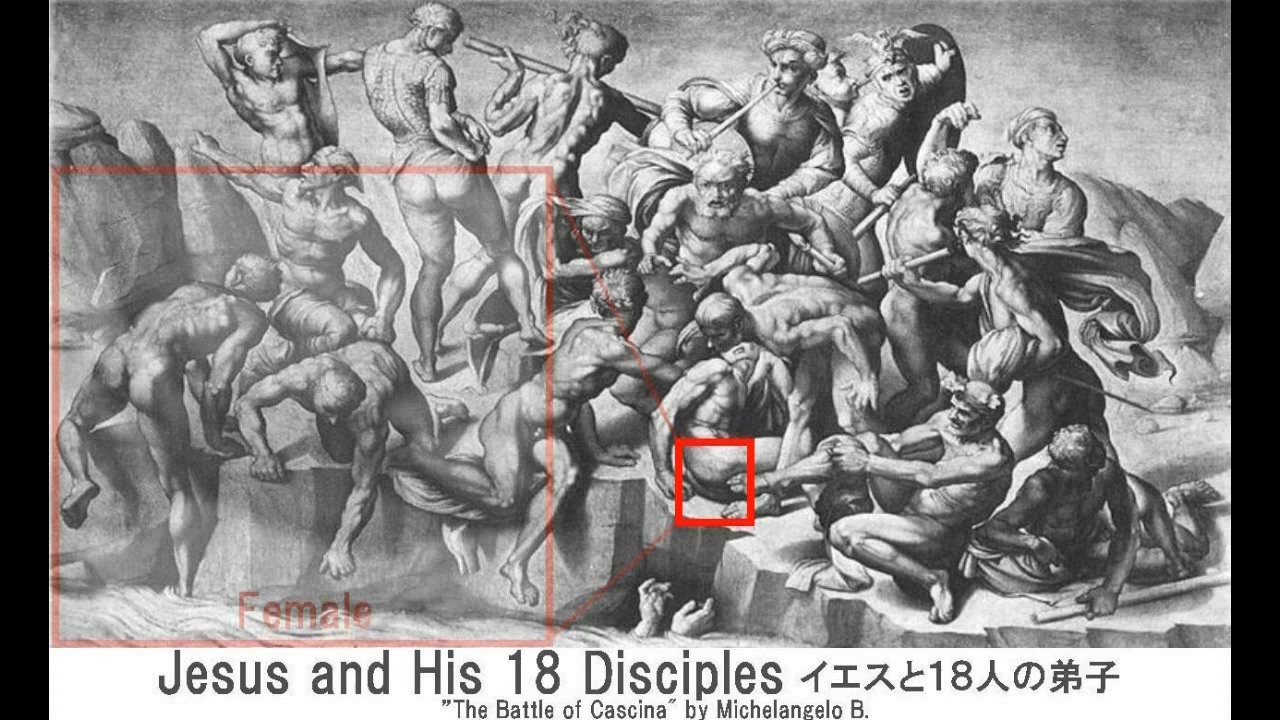 Female
Jesus and His 18 Disciples イエスと18人の弟子
"The Battle of Cascina" by Michelangelo B.